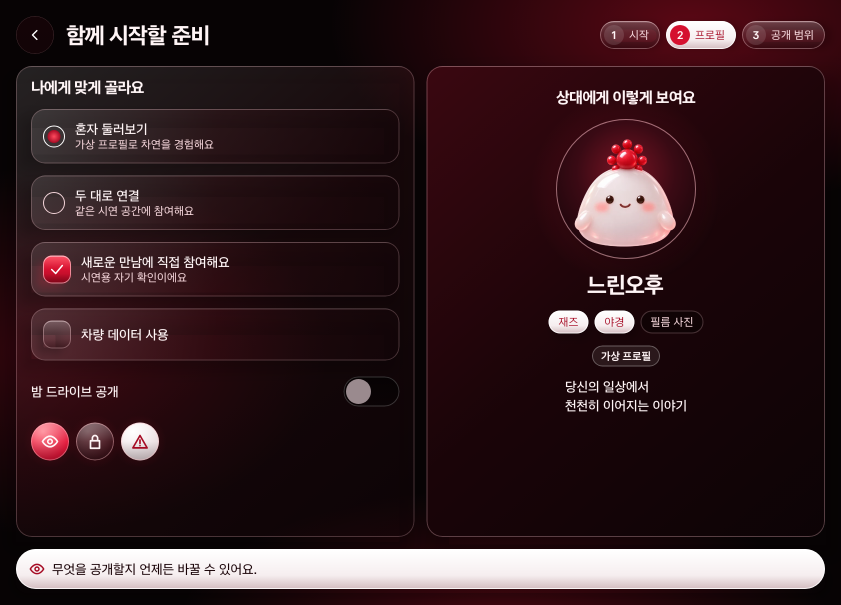 함께 시작할 준비
1 시작
2 프로필
3 공개 범위
나에게 맞게 골라요
혼자 둘러보기
가상 프로필로 차연을 경험해요
두 대로 연결
같은 시연 공간에 참여해요
새로운 만남에 직접 참여해요
시연용 자기 확인이에요
차량 데이터 사용
밤 드라이브 공개
상대에게 이렇게 보여요
느린오후
재즈
야경
필름 사진
가상 프로필
당신의 일상에서
천천히 이어지는 이야기
무엇을 공개할지 언제든 바꿀 수 있어요.